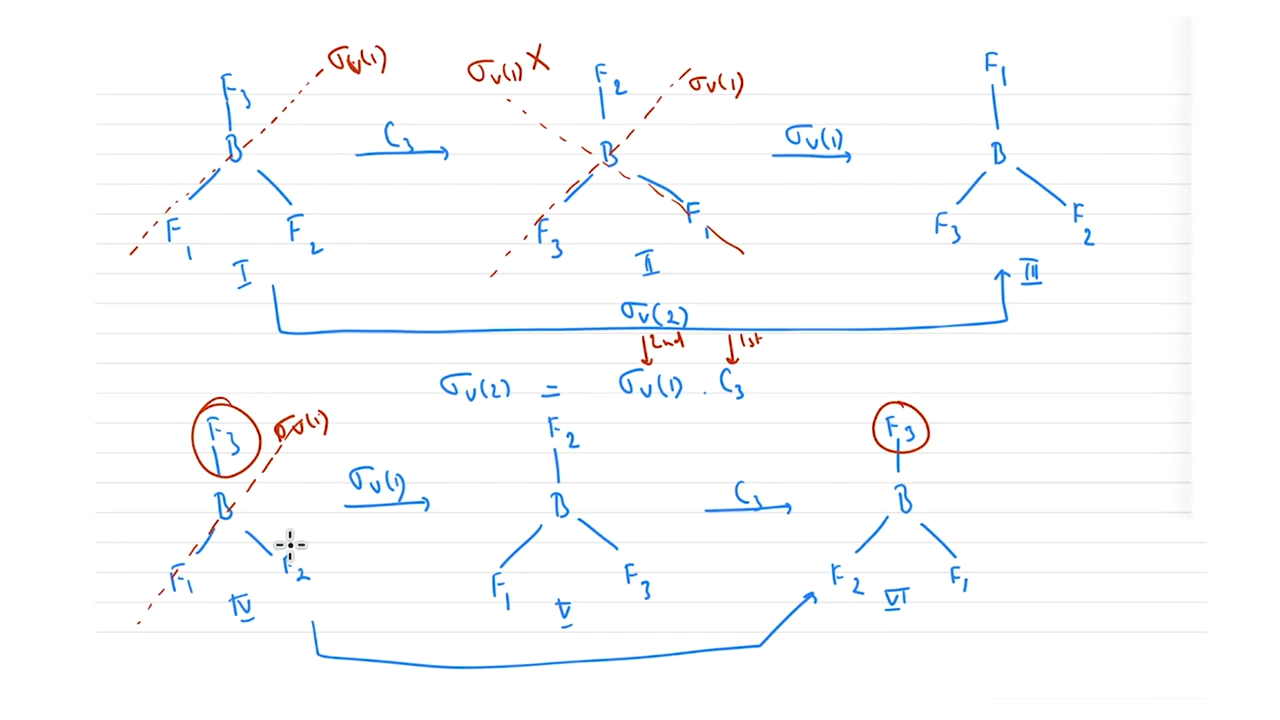 σv(1) σv(1) X σv(1)
F3 F2 F1
B C3 B σv(1) B
F1 F2 F3 F1 F3 F2
I II III
σv(2)
2nd 1st
σv(2) = σv(1) . C3
F3 σv(1) F2 F3
B σv(1) B C3 B
F1 F2 F1 F3 F2 F1
IV V VI